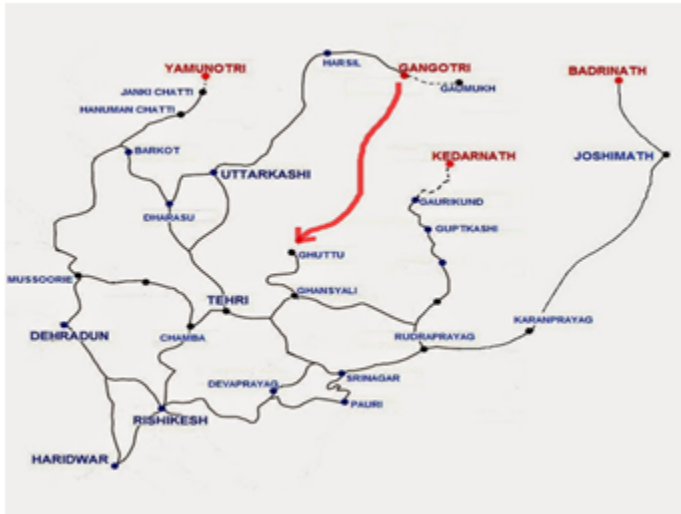 HARSIL
YAMUNOTRI
GANGOTRI
BADRINATH
JANKI CHATTI
GAOMUKH
HANUMAN CHATTI
BARKOT
KEDARNATH
JOSHIMATH
UTTARKASHI
GAURIKUND
DHARASU
GUPTKASHI
GHUTTU
MUSSOORIE
GHANSYALI
TEHRI
KARANPRAYAG
DEHRADUN
CHAMBA
RUDRAPRAYAG
SRINAGAR
DEVAPRAYAG
PAURI
RISHIKESH
HARIDWAR